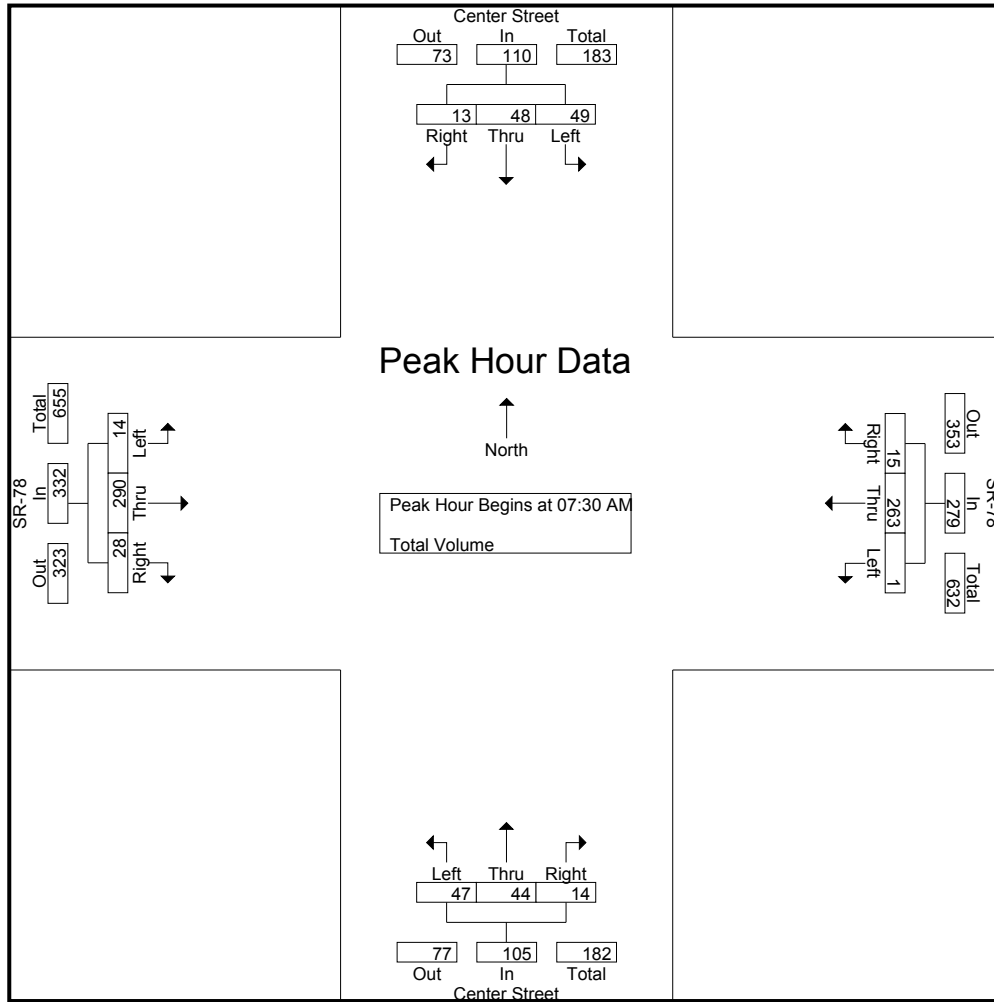 Center Street
Out In Total
73 110 183
13 48 49
Right Thru Left
Peak Hour Data
North
Peak Hour Begins at 07:30 AM
Total Volume
SR-78
Total In Out
655 332 323
14 290 28
Left Thru Right
Right Thru Left
15 263 1
353 279 632
Out In Total
SR-78
Left Thru Right
47 44 14
77 105 182
Out In Total
Center Street